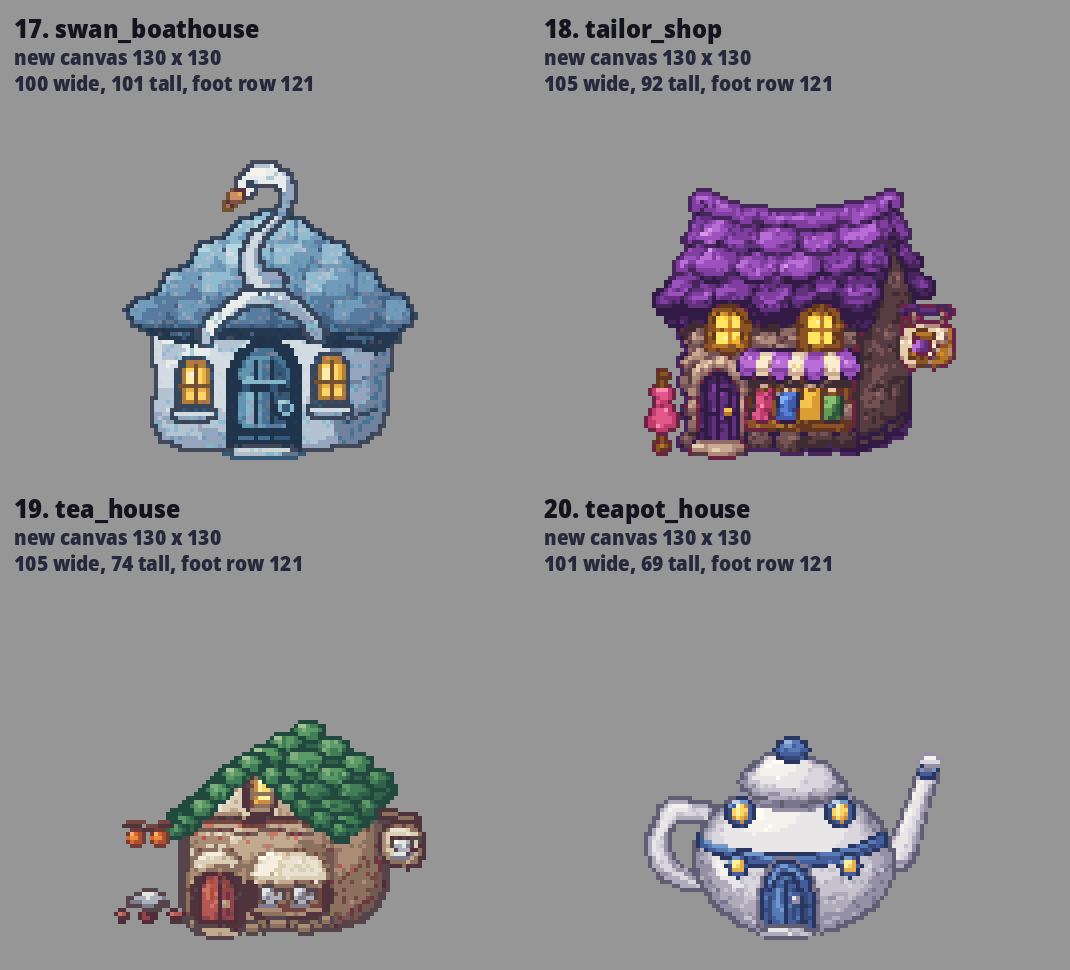 17. swan_boathouse
new canvas 130 x 130
100 wide, 101 tall, foot row 121
18. tailor_shop
new canvas 130 x 130
105 wide, 92 tall, foot row 121
19. tea_house
new canvas 130 x 130
105 wide, 74 tall, foot row 121
20. teapot_house
new canvas 130 x 130
101 wide, 69 tall, foot row 121